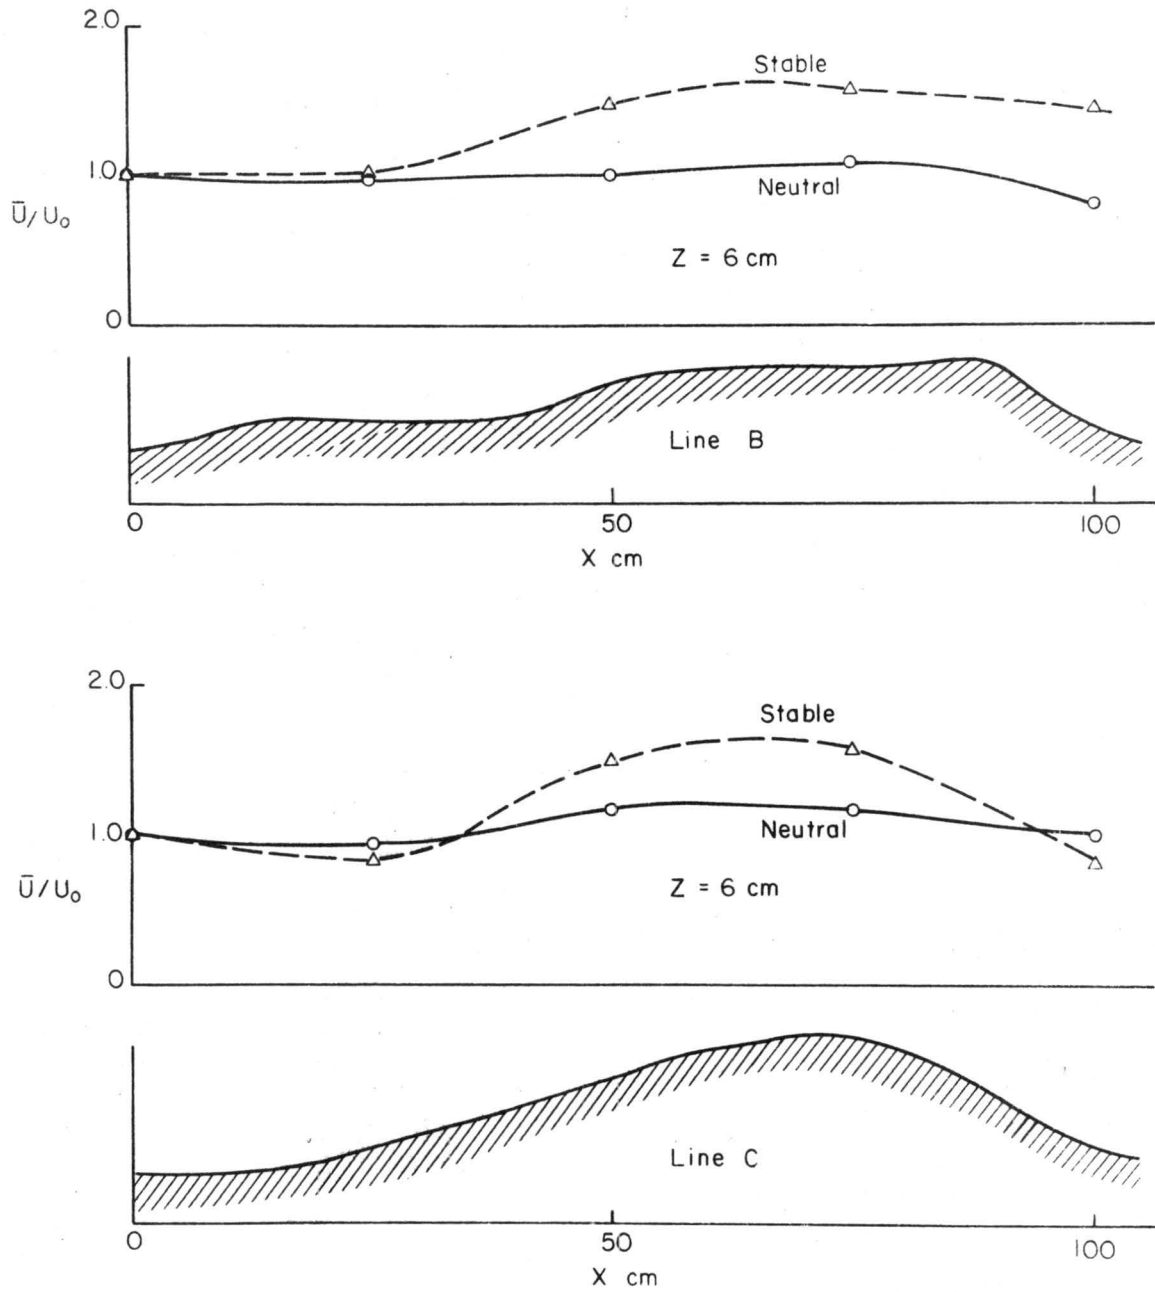 2.0
Stable
1.0
Neutral
Ū/U₀
Z = 6 cm
0
Line B
0 50 100
X cm
2.0
Stable
1.0
Neutral
Ū/U₀
Z = 6 cm
0
Line C
0 50 100
X cm